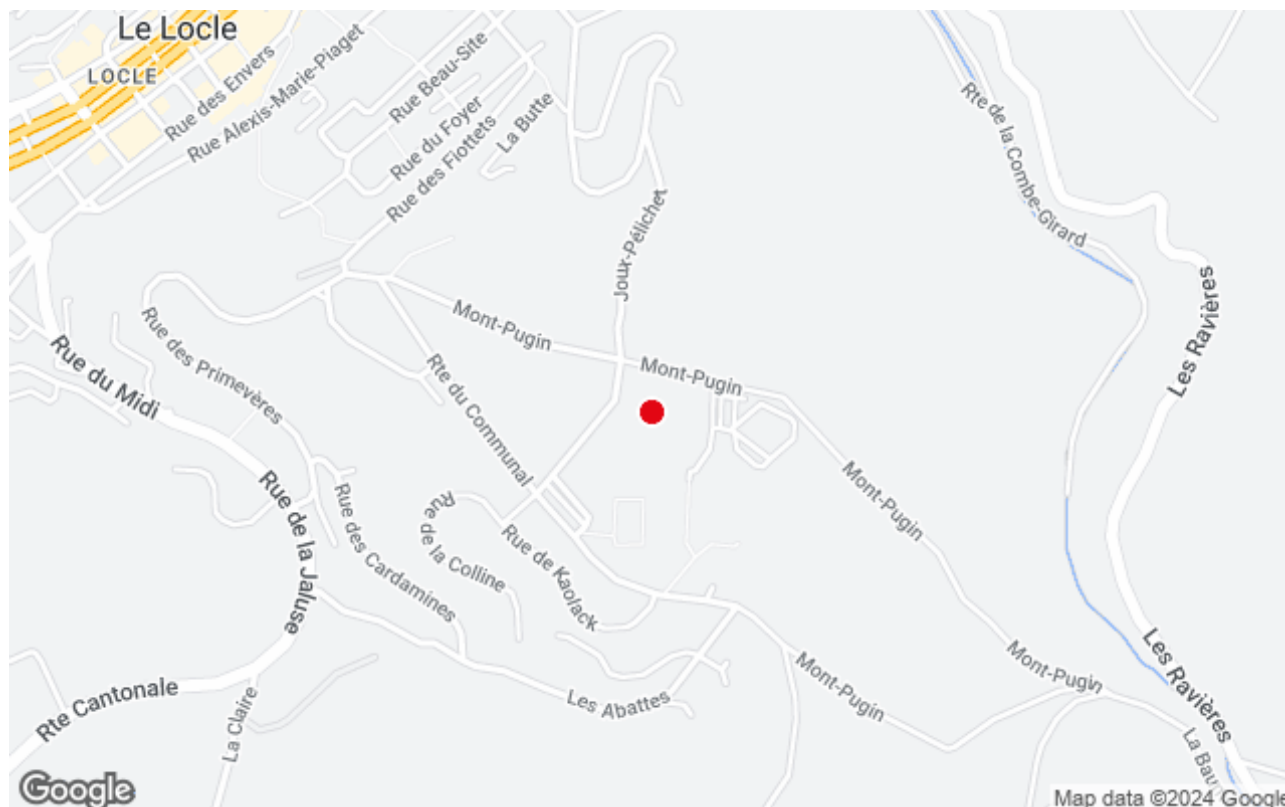 Le Locle
LOCLE
Rue des Envers
Rue Alexis-Marie-Piaget
Rue Beau-Site
Rue du Foyer
Rue des Fiottets
La Butte
Joux-Pélichet
Rte de la Combe-Girard
Les Ravières
Mont-Pugin
Mont-Pugin
Rue du Midi
Rue des Primevères
Rte du Communal
Mont-Pugin
Rue de la Jaluse
Rue des Cardamines
Rue de la Colline
Rue de Kaolack
Rte Cantonale
La Claire
Les Abattes
Mont-Pugin
Mont-Pugin
Les Ravières
La Bau
Google
Map data ©2024 Google